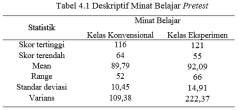 Tabel 4.1 Deskriptif Minat Belajar Pretest
Statistik Minat Belajar
Kelas Konvensional Kelas Eksperimen
Skor tertinggi 116 121
Skor terendah 64 55
Mean 89,79 92,09
Range 52 66
Standar deviasi 10,45 14,91
Varians 109,38 222,37